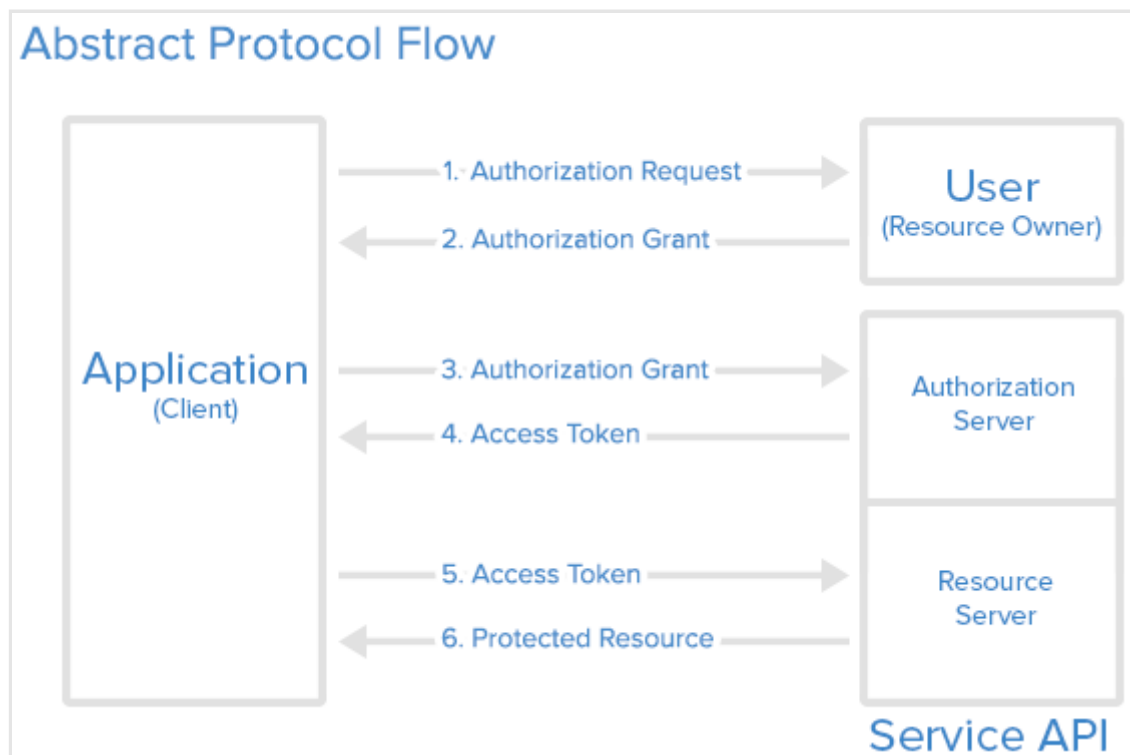 Abstract Protocol Flow
1. Authorization Request
User
(Resource Owner)
2. Authorization Grant
Application
(Client)
3. Authorization Grant
Authorization
Server
4. Access Token
5. Access Token
Resource
Server
6. Protected Resource
Service API